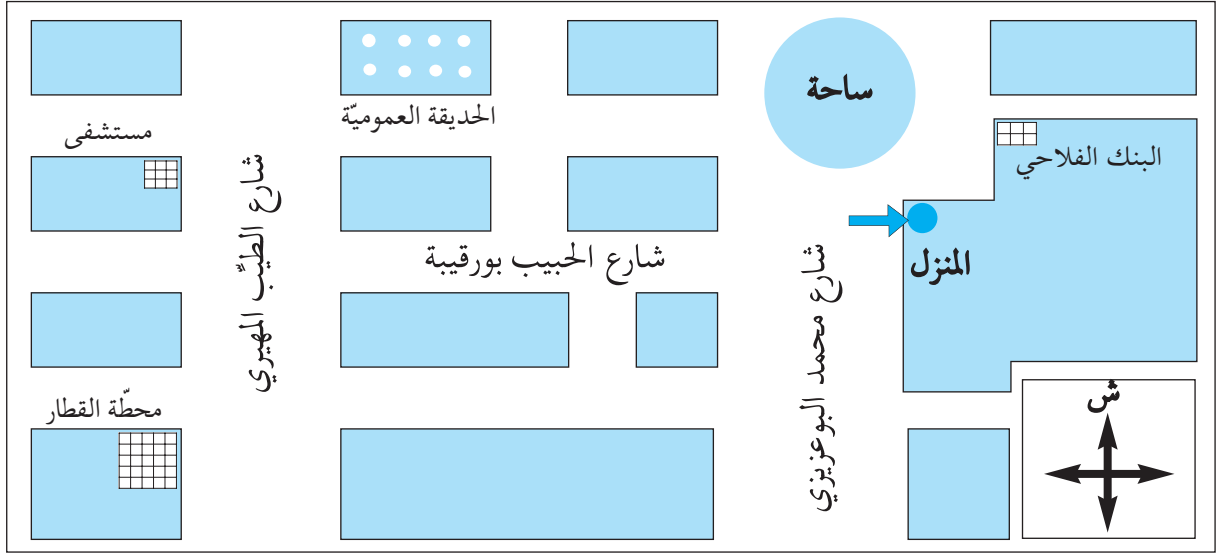 ساحة
الحديقة العموميّة
مستشفى
البنك الفلاحي
شارع الطيِّب المهيري
شارع الحبيب بورقيبة
المنزل
شارع محمد البوعزيزي
محطّة القطار
ش